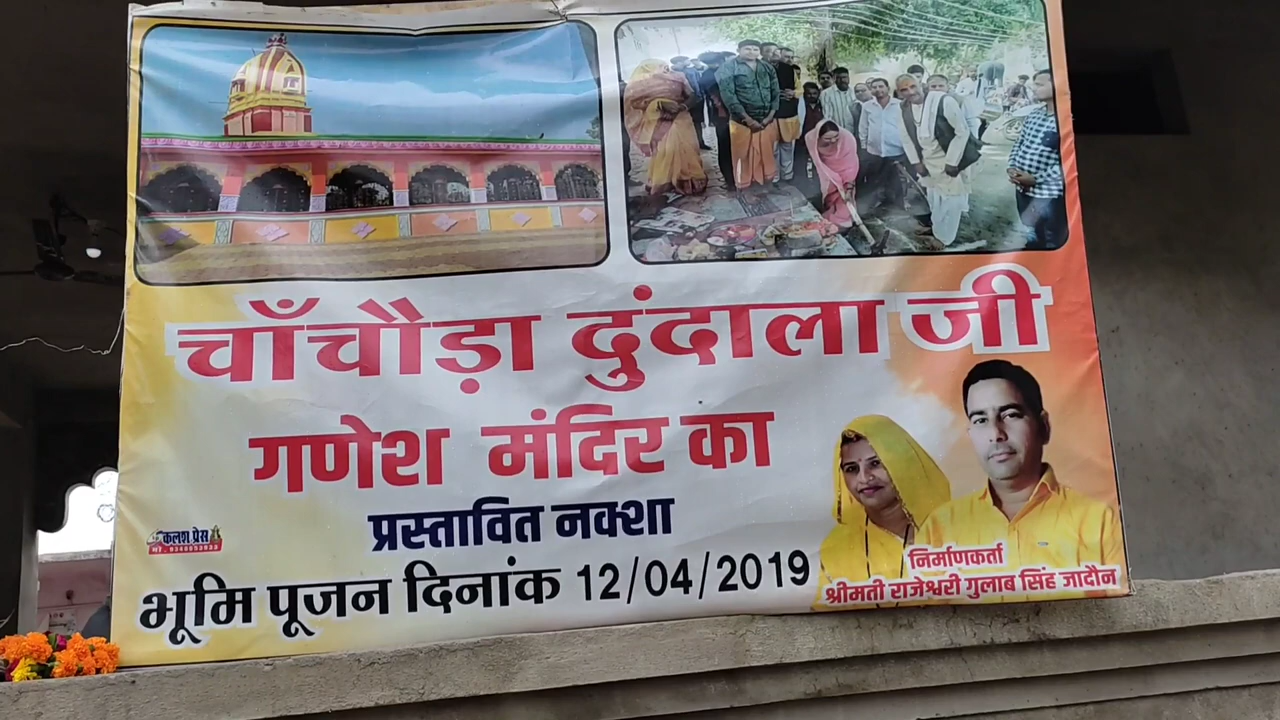 चाँचौड़ा दुंदाला जी
गणेश मंदिर का
प्रस्तावित नक्शा
भूमि पूजन दिनांक 12/04/2019
कलश प्रेस
निर्माणकर्ता
श्रीमती राजेश्वरी गुलाब सिंह जादौन